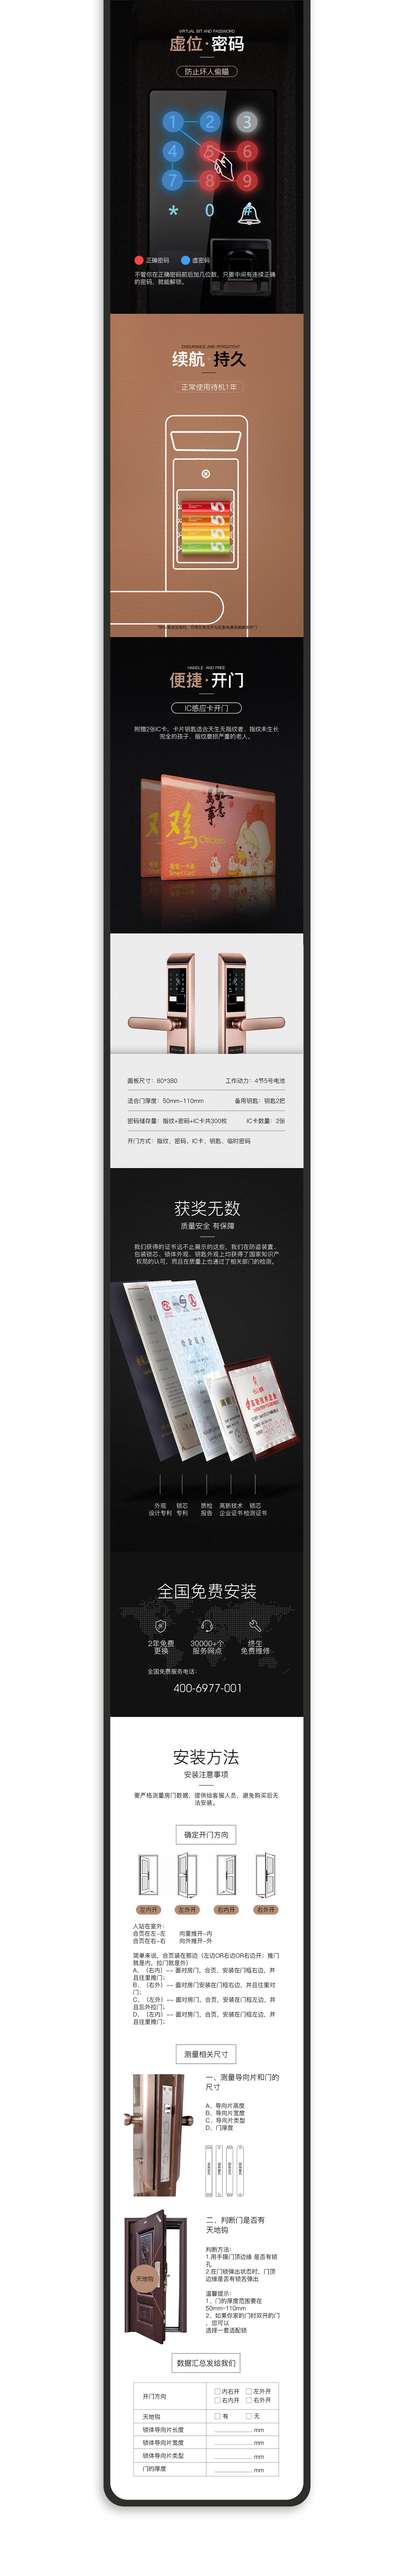 VIRTUAL BIT AND PASSWORD
虚位·密码
防止坏人偷瞄
1 2 3
4 5 6
7 8 9
* 0 #
正确密码 虚密码
不管你在正确密码前后加几位数，只要中间有连续正确
的密码，就能解锁。
ENDURANCE AND PERSISTENT
续航 持久
正常使用待机1年
5 5 5 5
HANDLE AND FREE
便捷·开门
IC感应卡开门
附赠2张IC卡，卡片钥匙适合天生无指纹者、指纹未生长
完全的孩子、指纹磨损严重的老人。
万事如意
鸡
Chicken
智能一卡通
Smart Card
面板尺寸：80*380 工作动力：4节5号电池
适合门厚度：50mm-110mm 备用钥匙：钥匙2把
密码储存量：指纹+密码+IC卡共300枚 IC卡数量：2张
开门方式：指纹、密码、IC卡、钥匙、临时密码
获奖无数
质量安全 有保障
我们获得的证书远不止展示的这些，我们在防盗装置、
包装锁芯、锁体外观、钥匙外观上均获得了国家知识产
权局的认可，而且在质量上也通过了相关部门的检测。
高新技术企业
外观 锁芯 质检 高新技术 锁芯
设计专利 专利 报告 企业证书 检测证书
全国免费安装
2年免费 30000+个 终生
更换 服务网点 免费维修
全国免费服务电话：
400-6977-001
安装方法
安装注意事项
要严格测量房门数据，提供给客服人员，避免购买后无
法安装。
确定开门方向
左内开 左外开 右内开 右外开
人站在室外：
合页在左-左 向里推开-内
合页在右-右 向外推开-外
简单来说，合页装在那边（左边OR右边OR右边开；推门
就是内，拉门就是外）
A、（右内）-- 面对房门，合页，安装在门框右边，并
且往里推门；
B、（右外）-- 面对房门安装在门框右边，并且往里对
门；
C、（左外）-- 面对房门，合页，安装在门框左边，并
且忘外拉门；
D、（左内）-- 面对房门，合页，安装在门框左边，并
且往里推门；
测量相关尺寸
一、测量导向片和门的
尺寸
A、导向片高度
B、导向片宽度
C、导向片类型
D、门厚度
二、判断门是否有
天地钩
天地钩
判断方法：
1.用手摸门顶边缘 是否有锁
孔
2.在门锁弹出状态时，门顶
边缘是否有锁舌弹出
温馨提示：
1、门的厚度范围要在
50mm-110mm
2、如果你家的门时双开的门
，您可以
选择一套适配锁
数据汇总发给我们
开门方向 内右开 左外开
右内开 右外开
天地钩 有 无
锁体导向片长度 mm
锁体导向片宽度 mm
锁体导向片类型 mm
门的厚度 mm